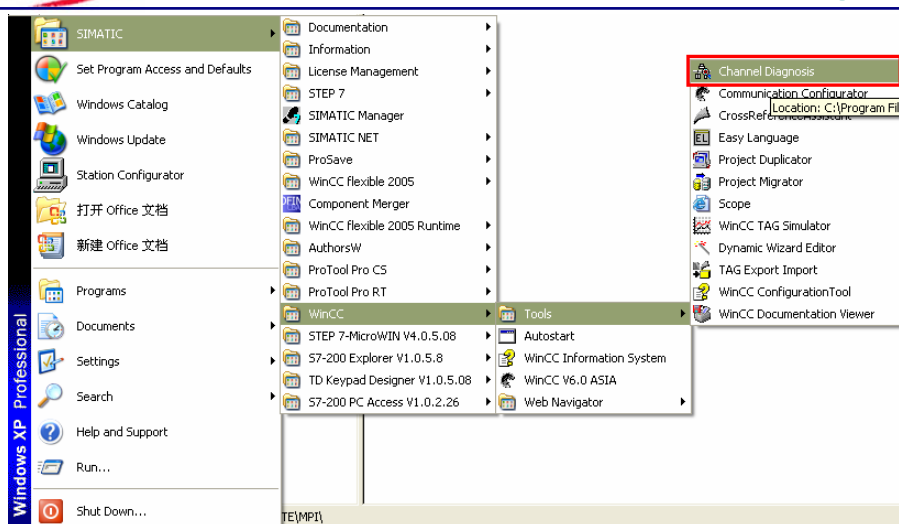 SIMATIC
Set Program Access and Defaults
Windows Catalog
Windows Update
Station Configurator
打开 Office 文档
新建 Office 文档
Programs
Documents
Settings
Search
Help and Support
Run...
Shut Down...
Windows XP Professional
Documentation
Information
License Management
STEP 7
SIMATIC Manager
SIMATIC NET
ProSave
WinCC flexible 2005
Component Merger
WinCC flexible 2005 Runtime
AuthorsW
ProTool Pro CS
ProTool Pro RT
WinCC
STEP 7-MicroWIN V4.0.5.08
S7-200 Explorer V1.0.5.8
TD Keypad Designer V1.0.5.08
S7-200 PC Access V1.0.2.26
Tools
Autostart
WinCC Information System
WinCC V6.0 ASIA
Web Navigator
Channel Diagnosis
Communication Configurator
Location: C:\Program Fil
CrossReferenceAssistant
EL Easy Language
Project Duplicator
Project Migrator
Scope
WinCC TAG Simulator
Dynamic Wizard Editor
TAG Export Import
WinCC ConfigurationTool
WinCC Documentation Viewer
TE\MPI\